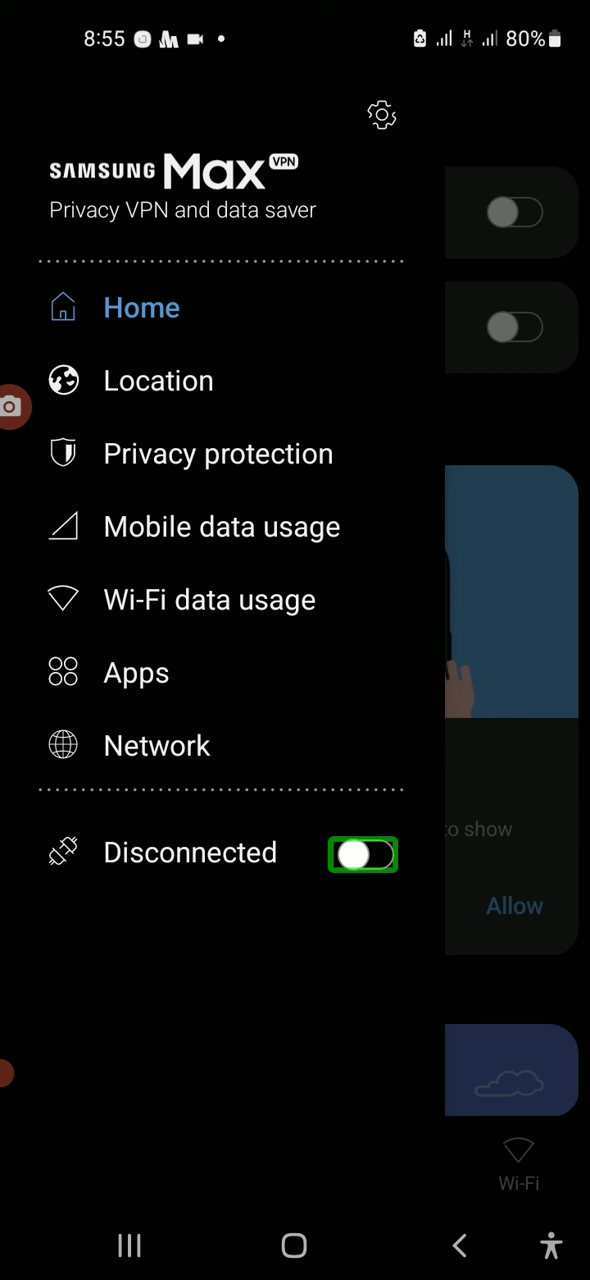 8:55
H
80%
SAMSUNG Max VPN
Privacy VPN and data saver
Home
Location
Privacy protection
Mobile data usage
Wi-Fi data usage
Apps
Network
Disconnected
to show
Allow
Wi-Fi